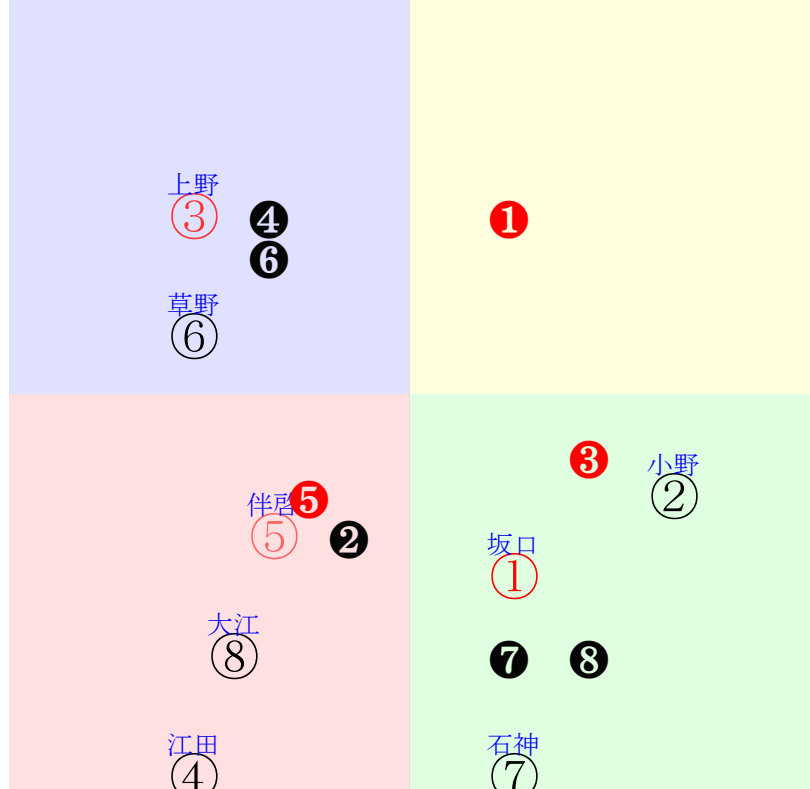 上野
③ ❹ ❶
❻
草野
⑥
❸
小野
伴啓 ❺ ②
⑤ ❷
坂口
①
大江
⑧ ❼ ❽
江田 石神
④ ⑦